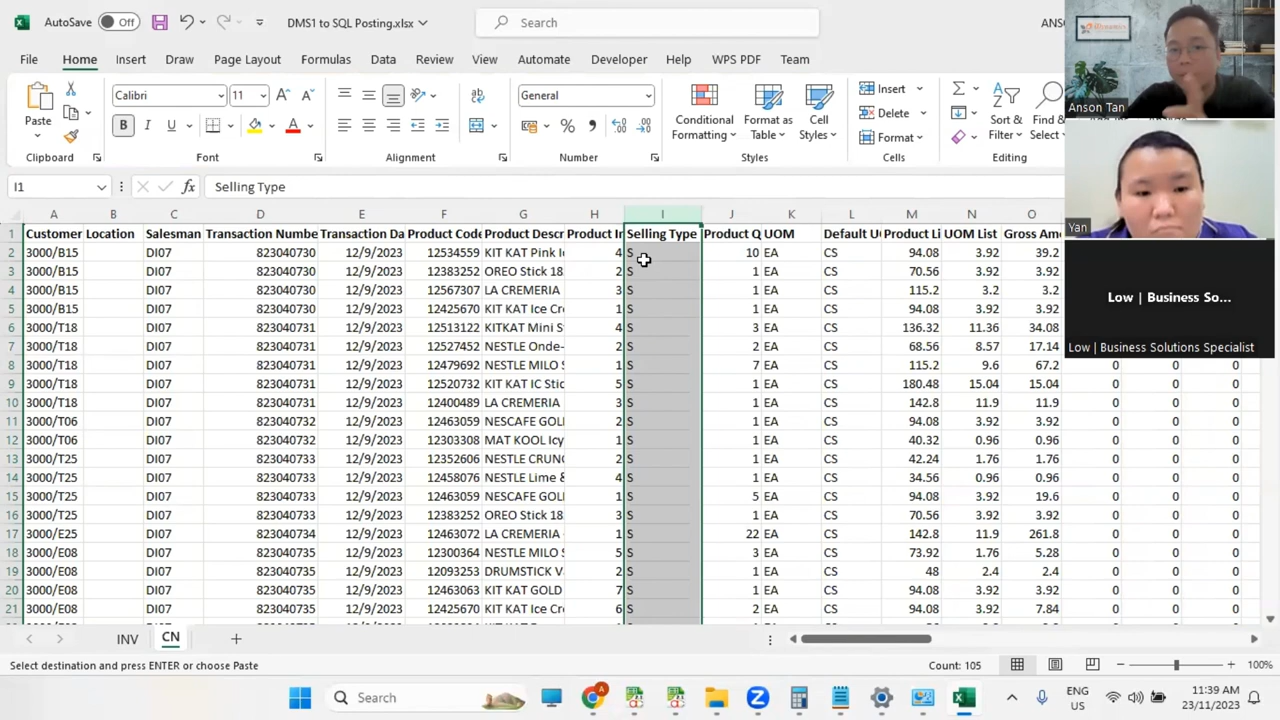 AutoSave Off DMS1 to SQL Posting.xlsx Search
File Home Insert Draw Page Layout Formulas Data Review View Automate Developer Help WPS PDF Team
Paste Calibri 11 General Conditional Formatting Format as Table Cell Styles Insert Delete Format Sort & Filter Find & Select
Clipboard Font Alignment Number Styles Cells Editing
I1 Selling Type
A B C D E F G H I J K L M N O
1 Customer Location Salesman Transaction Numbe Transaction Da Product Code Product Descr Product In Selling Type Product Q UOM Default U Product Li UOM List Gross Am
2 3000/B15 DI07 823040730 12/9/2023 12534559 KIT KAT Pink 4 S 10 EA CS 94.08 3.92 39.2
3 3000/B15 DI07 823040730 12/9/2023 12383252 OREO Stick 18 2 S 1 EA CS 70.56 3.92 3.92
4 3000/B15 DI07 823040730 12/9/2023 12567307 LA CREMERIA 3 S 1 EA CS 115.2 3.2 3.2
5 3000/B15 DI07 823040730 12/9/2023 12425670 KIT KAT Ice Cr 1 S 1 EA CS 94.08 3.92 3.92
6 3000/T18 DI07 823040731 12/9/2023 12513122 KITKAT Mini S 4 S 3 EA CS 136.32 11.36 34.08
7 3000/T18 DI07 823040731 12/9/2023 12527452 NESTLE Onde- 2 S 2 EA CS 68.56 8.57 17.14
8 3000/T18 DI07 823040731 12/9/2023 12479692 NESTLE MILO S 1 S 7 EA CS 115.2 9.6 67.2 0 0 0
9 3000/T18 DI07 823040731 12/9/2023 12520732 KIT KAT IC Stic 5 S 1 EA CS 180.48 15.04 15.04 0 0 0
10 3000/T18 DI07 823040731 12/9/2023 12400489 LA CREMERIA 3 S 1 EA CS 142.8 11.9 11.9 0 0 0
11 3000/T06 DI07 823040732 12/9/2023 12463059 NESCAFE GOL 2 S 1 EA CS 94.08 3.92 3.92 0 0 0
12 3000/T06 DI07 823040732 12/9/2023 12303308 MAT KOOL Icy 1 S 1 EA CS 40.32 0.96 0.96 0 0 0
13 3000/T25 DI07 823040733 12/9/2023 12352606 NESTLE CRUNC 2 S 1 EA CS 42.24 1.76 1.76 0 0 0
14 3000/T25 DI07 823040733 12/9/2023 12458076 NESTLE Lime & 4 S 1 EA CS 34.56 0.96 0.96 0 0 0
15 3000/T25 DI07 823040733 12/9/2023 12463059 NESCAFE GOL 1 S 5 EA CS 94.08 3.92 19.6 0 0 0
16 3000/T25 DI07 823040733 12/9/2023 12383252 OREO Stick 18 3 S 1 EA CS 70.56 3.92 3.92 0 0 0
17 3000/E25 DI07 823040734 12/9/2023 12463072 LA CREMERIA 1 S 22 EA CS 142.8 11.9 261.8 0 0 0
18 3000/E08 DI07 823040735 12/9/2023 12300364 NESTLE MILO S 5 S 3 EA CS 73.92 1.76 5.28 0 0 0
19 3000/E08 DI07 823040735 12/9/2023 12093253 DRUMSTICK V 2 S 1 EA CS 48 2.4 2.4 0 0 0
20 3000/E08 DI07 823040735 12/9/2023 12463063 KIT KAT GOLD 7 S 1 EA CS 94.08 3.92 3.92 0 0 0
21 3000/E08 DI07 823040735 12/9/2023 12425670 KIT KAT Ice Cr 6 S 2 EA CS 94.08 3.92 7.84 0 0 0
INV CN
Select destination and press ENTER or choose Paste Count: 105 100%
Search ENG US 11:39 AM 23/11/2023
Anson Tan
Yan
Low | Business So...
Low | Business Solutions Specialist